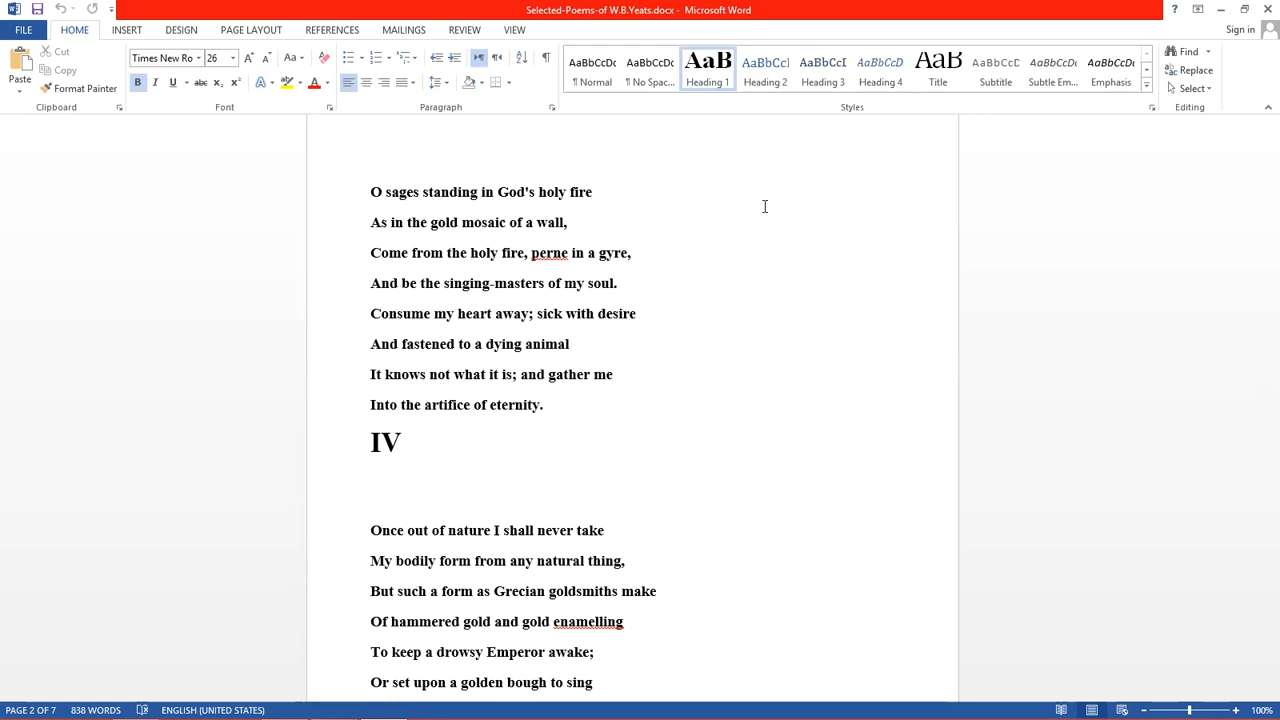 Selected-Poems-of W.B.Yeats.docx - Microsoft Word
Sign in
FILE HOME INSERT DESIGN PAGE LAYOUT REFERENCES MAILINGS REVIEW VIEW
Paste
Cut
Copy
Format Painter
Clipboard
Times New Ro 26
Font
Paragraph
AaBbCcDc AaBbCcDc AaB AaBbCc AaBbCcI AaBbCcD AaB AaBbCcD AaBbCcDc AaBbCcDc
¶ Normal ¶ No Spac... Heading 1 Heading 2 Heading 3 Heading 4 Title Subtitle Subtle Em... Emphasis
Styles
Find
Replace
Select
Editing
O sages standing in God's holy fire
As in the gold mosaic of a wall,
Come from the holy fire, perne in a gyre,
And be the singing-masters of my soul.
Consume my heart away; sick with desire
And fastened to a dying animal
It knows not what it is; and gather me
Into the artifice of eternity.
IV
Once out of nature I shall never take
My bodily form from any natural thing,
But such a form as Grecian goldsmiths make
Of hammered gold and gold enamelling
To keep a drowsy Emperor awake;
Or set upon a golden bough to sing
PAGE 2 OF 7 838 WORDS ENGLISH (UNITED STATES) 100%